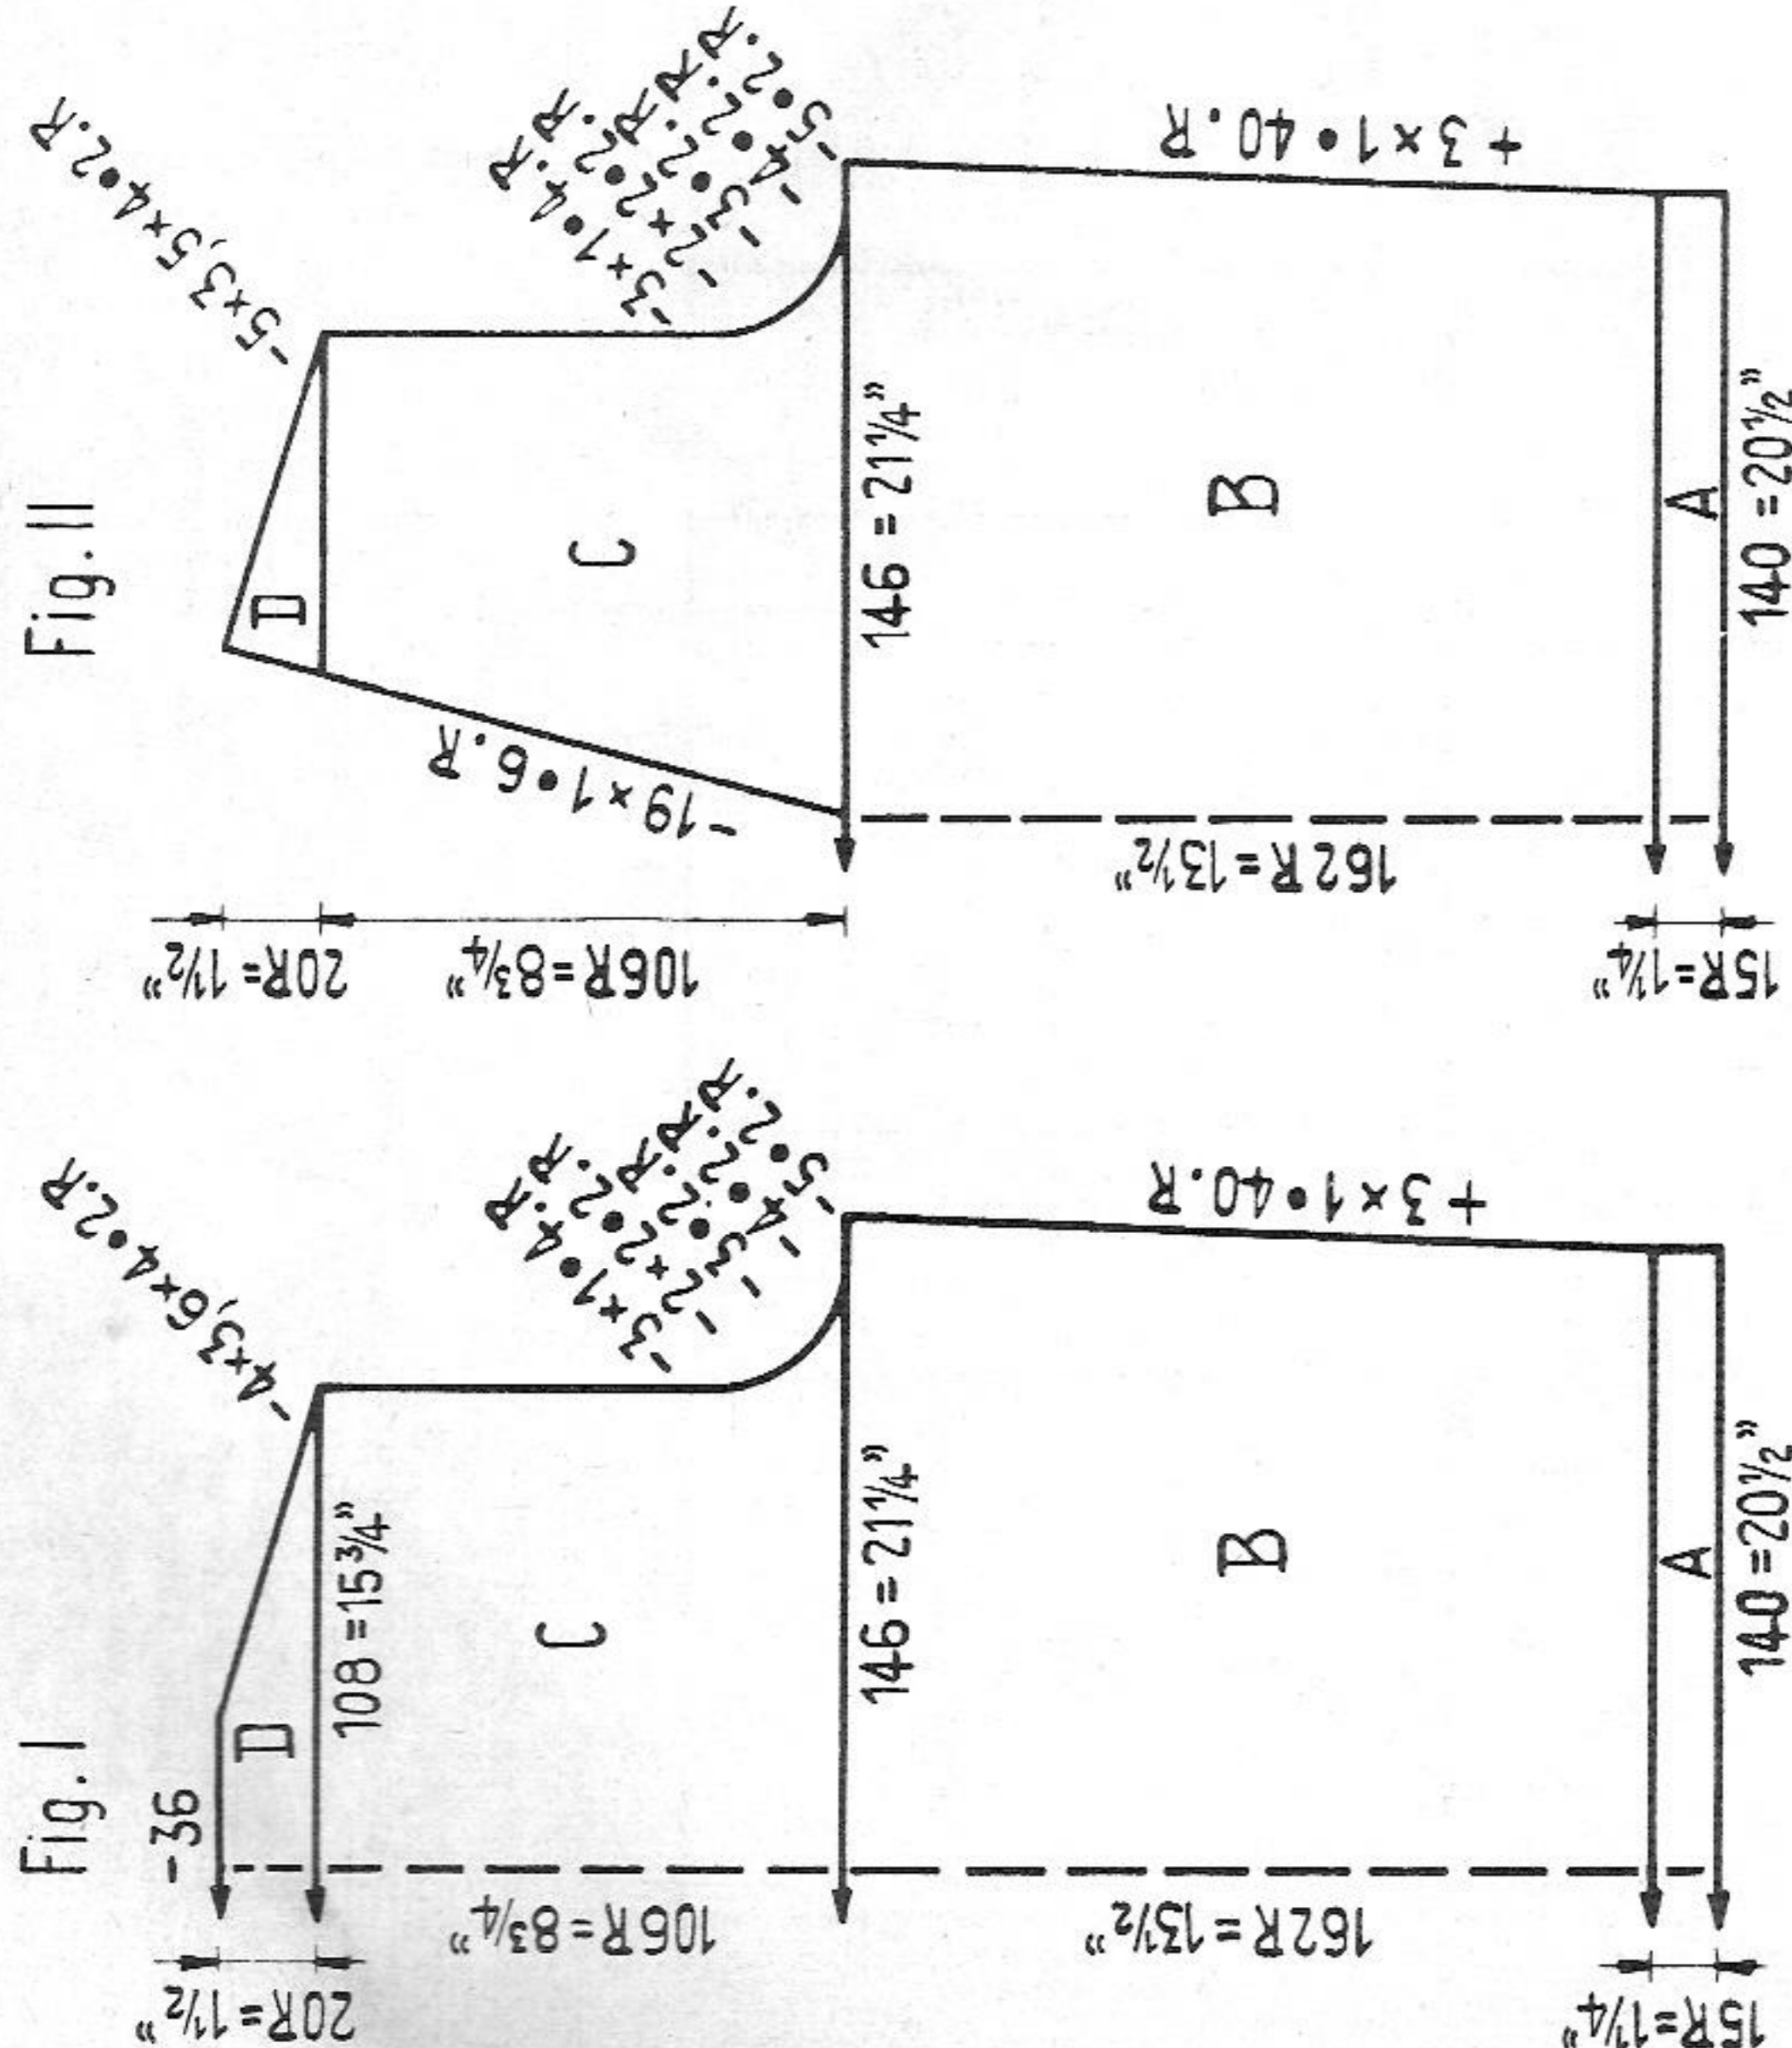 Fig. II
-5×3,5×4•2.R
-3×1•4.R
-2×2•2.R
-3•2.R
-4•2.R
-5•2.R
D
C
-19×1•6.R
146 = 21¼”
+3×1•40.R
B
A
140 = 20½”
20R=1½”
106R=8¾”
162R=13½”
15R=1¼”
Fig. I
-36
-4×3,6×4•2.R
-3×1•4.R
-2×2•2.R
-3•2.R
-4•2.R
-5•2.R
D
108 = 15¾”
C
146 = 21¼”
+3×1•40.R
B
A
140 = 20½”
20R=1½”
106R=8¾”
162R=13½”
15R=1¼”